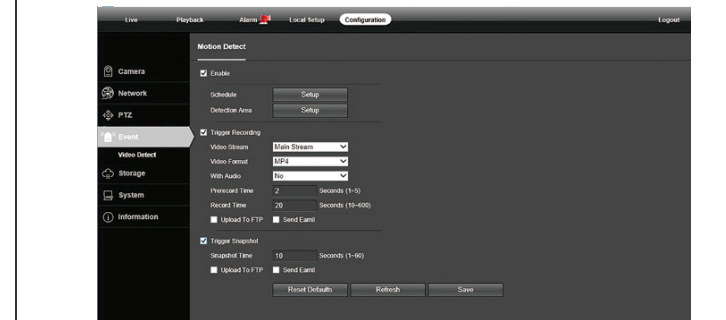 Live Playback Alarm Local Setup Configuration Logout
Motion Detect
Camera
Network
PTZ
Event
Video Detect
Storage
System
Information
Enable
Schedule Setup
Detection Area Setup
Trigger Recording
Video Stream Main Stream
Video Format MP4
With Audio No
Prerecord Time 2 Seconds (1~5)
Record Time 20 Seconds (10~600)
Upload To FTP Send Eamil
Trigger Snapshot
Snapshot Time 10 Seconds (1~60)
Upload To FTP Send Eamil
Reset Defaults Refresh Save